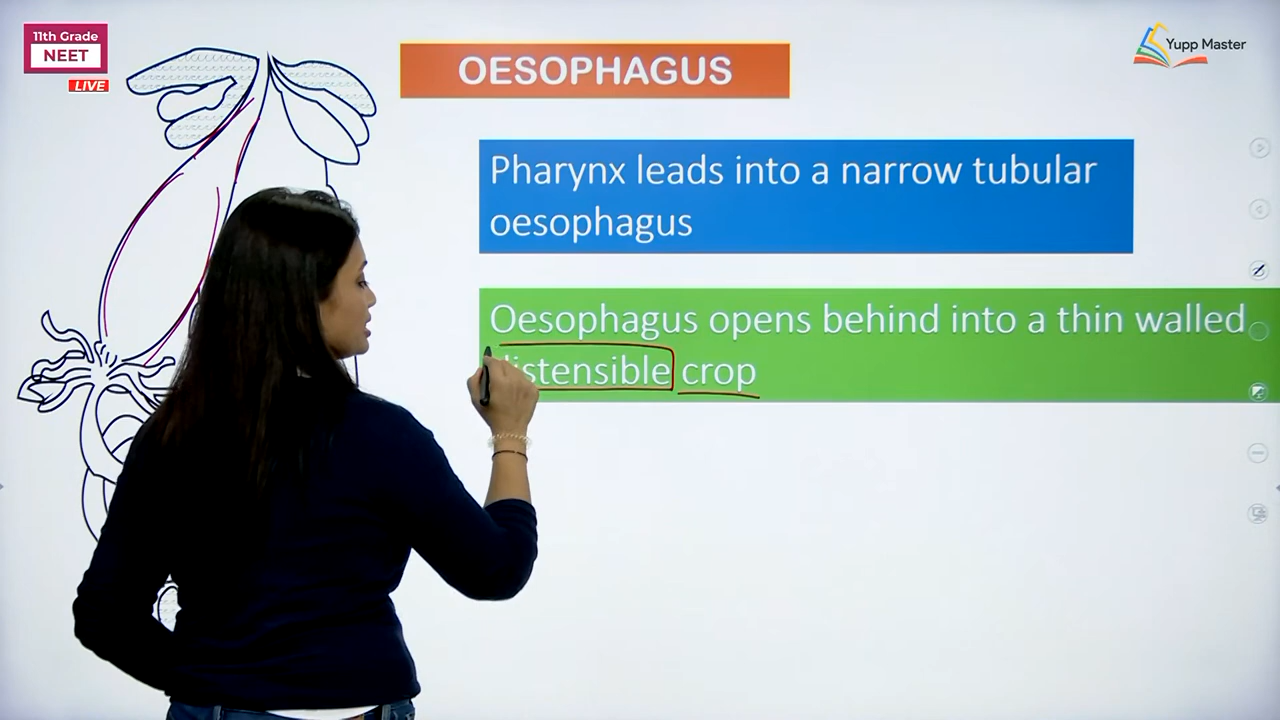 11th Grade
NEET
LIVE
OESOPHAGUS
Yupp Master
Pharynx leads into a narrow tubular
oesophagus
Oesophagus opens behind into a thin walled
distensible crop